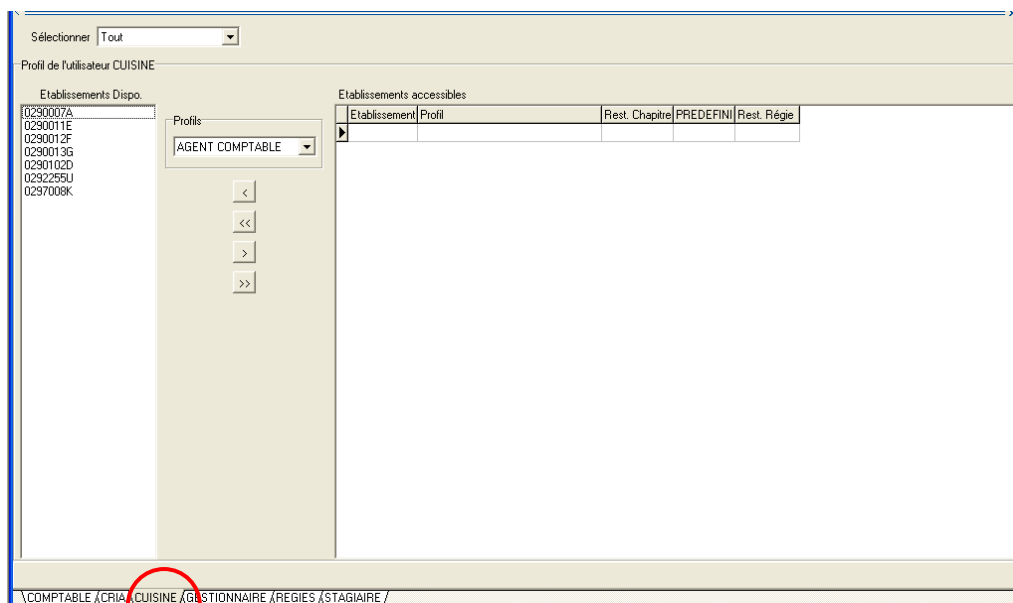 Sélectionner Tout
Profil de l'utilisateur CUISINE
Etablissements Dispo.
Etablissements accessibles
0290007A
0290011E
0290012F
0290013G
0290102D
0292255U
0297008K
Profils
AGENT COMPTABLE
<
<<
>
>>
Etablissement Profil Rest. Chapitre PREDEFINI Rest. Régie
\COMPTABLE /CRIA /CUISINE /GESTIONNAIRE /REGIES /STAGIAIRE /